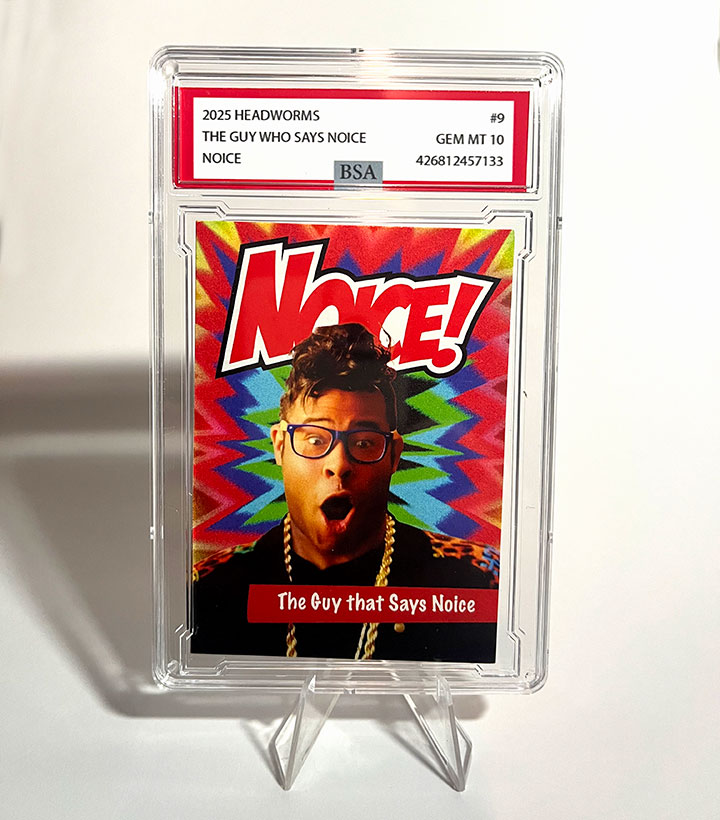 2025 HEADWORMS #9
THE GUY WHO SAYS NOICE GEM MT 10
NOICE 426812457133
BSA
NOICE!
The Guy that Says Noice